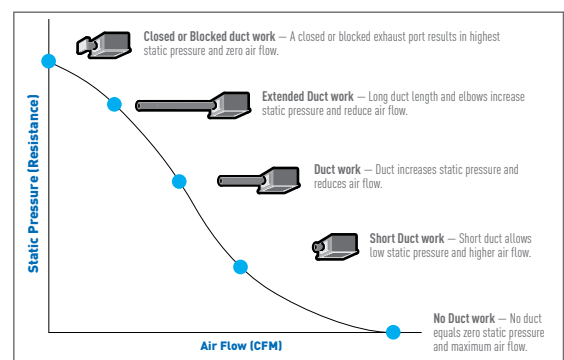 Closed or Blocked duct work — A closed or blocked exhaust port results in highest
static pressure and zero air flow.
Extended Duct work — Long duct length and elbows increase
static pressure and reduce air flow.
Duct work — Duct increases static pressure and
reduces air flow.
Short Duct work — Short duct allows
low static pressure and higher air flow.
No Duct work — No duct
equals zero static pressure
and maximum air flow.
Static Pressure (Resistance)
Air Flow (CFM)